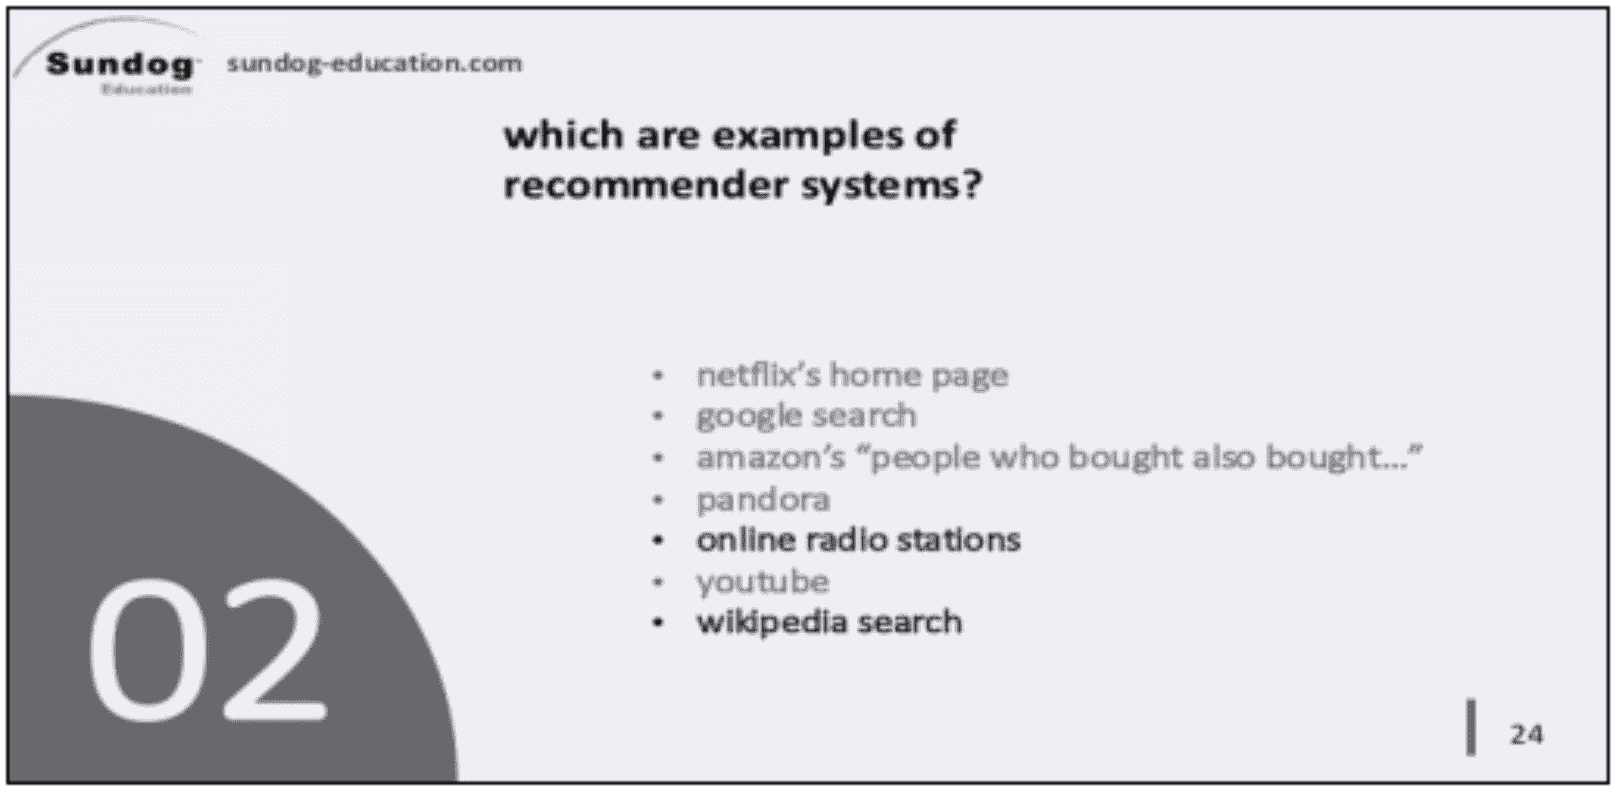 Sundog sundog-education.com
Education
which are examples of
recommender systems?
• netflix’s home page
• google search
• amazon’s “people who bought also bought...”
• pandora
• online radio stations
• youtube
• wikipedia search
02
24